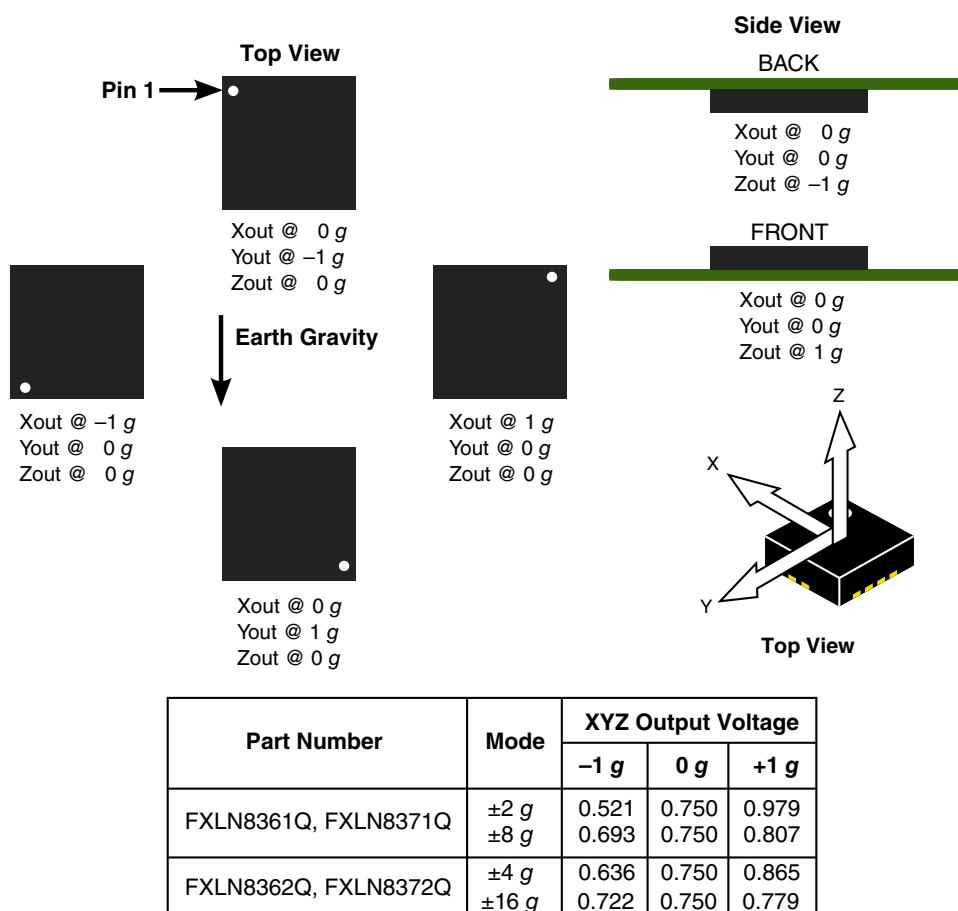 Top View
Pin 1
Xout @ 0 g
Yout @ –1 g
Zout @ 0 g
Earth Gravity
Xout @ –1 g
Yout @ 0 g
Zout @ 0 g
Xout @ 1 g
Yout @ 0 g
Zout @ 0 g
Xout @ 0 g
Yout @ 1 g
Zout @ 0 g
Side View
BACK
Xout @ 0 g
Yout @ 0 g
Zout @ –1 g
FRONT
Xout @ 0 g
Yout @ 0 g
Zout @ 1 g
Z
X
Y
Top View
Part Number Mode XYZ Output Voltage
–1 g 0 g +1 g
FXLN8361Q, FXLN8371Q ±2 g 0.521 0.750 0.979
±8 g 0.693 0.750 0.807
FXLN8362Q, FXLN8372Q ±4 g 0.636 0.750 0.865
±16 g 0.722 0.750 0.779